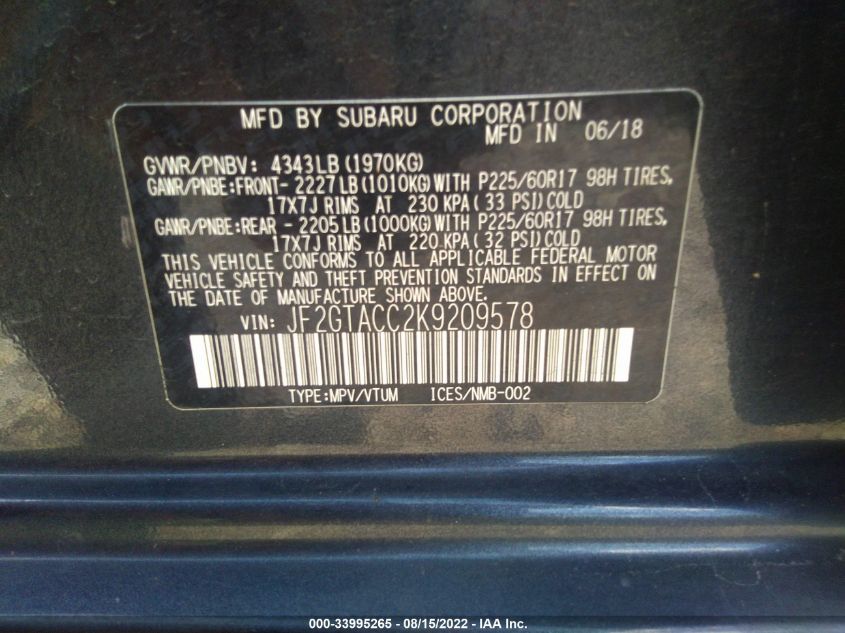 MFD BY SUBARU CORPORATION
MFD IN 06/18
GVWR/PNBV: 4343LB (1970KG)
GAWR/PNBE:FRONT- 2227LB (1010KG) WITH P225/60R17 98H TIRES,
17X7J RIMS AT 230 KPA( 33 PSI) COLD
GAWR/PNBE:REAR - 2205LB (1000KG) WITH P225/60R17 98H TIRES,
17X7J RIMS AT 220 KPA( 32 PSI) COLD
THIS VEHICLE CONFORMS TO ALL APPLICABLE FEDERAL MOTOR
VEHICLE SAFETY AND THEFT PREVENTION STANDARDS IN EFFECT ON
THE DATE OF MANUFACTURE SHOWN ABOVE.
VIN: JF2GTACC2K9209578
TYPE:MPV/VTUM ICES/NMB-002
000-33995265 - 08/15/2022 - IAA Inc.